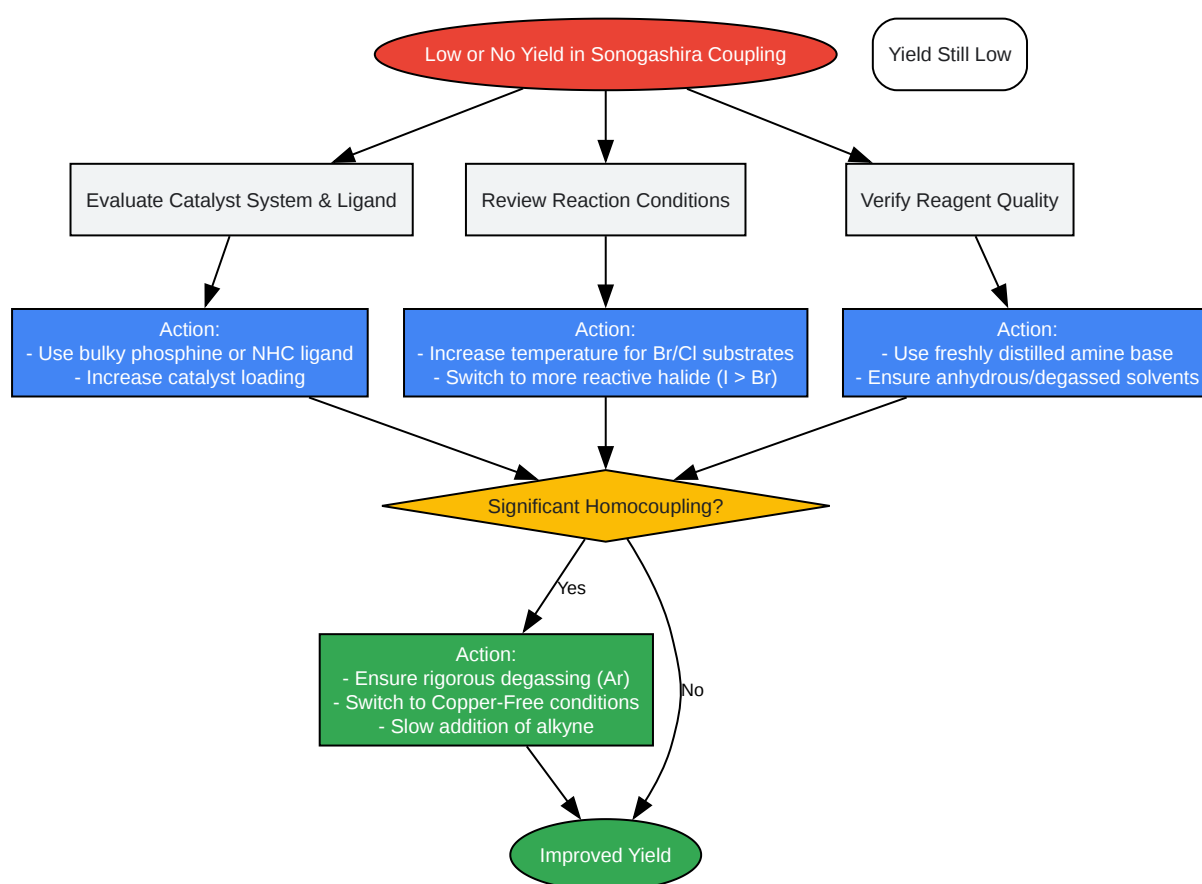 Low or No Yield in Sonogashira Coupling
Yield Still Low
Evaluate Catalyst System & Ligand
Review Reaction Conditions
Verify Reagent Quality
Action:
- Use bulky phosphine or NHC ligand
- Increase catalyst loading
Action:
- Increase temperature for Br/Cl substrates
- Switch to more reactive halide (I > Br)
Action:
- Use freshly distilled amine base
- Ensure anhydrous/degassed solvents
Significant Homocoupling?
Yes
Action:
- Ensure rigorous degassing (Ar)
- Switch to Copper-Free conditions
- Slow addition of alkyne
No
Improved Yield